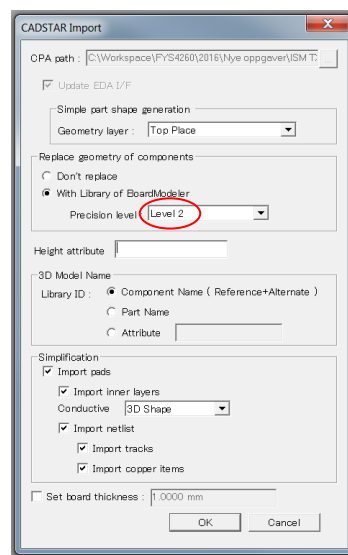 CADSTAR Import
CPA path : C:\Workspace\FYS4260\2016\Nye oppgaver\ISM T
...
Update EDA I/F
Simple part shape generation
Geometry layer : Top Place
Replace geometry of components
Don't replace
With Library of BoardModeler
Precision level Level 2
Height attribute
3D Model Name
Library ID : Component Name ( Reference+Alternate )
Part Name
Attribute
Simplification
Import pads
Import inner layers
Conductive 3D Shape
Import netlist
Import tracks
Import copper items
Set board thickness : 1.0000 mm
OK Cancel